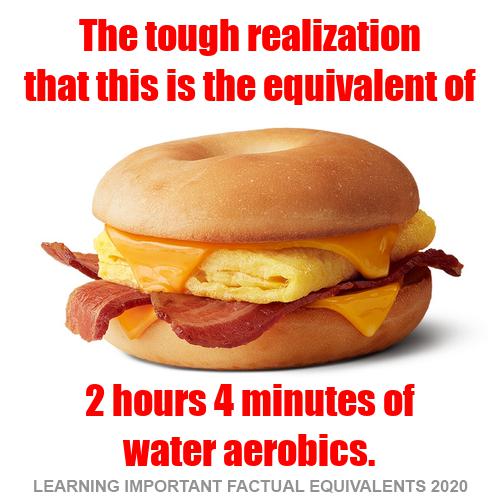 The tough realization
that this is the equivalent of
2 hours 4 minutes of
water aerobics.
LEARNING IMPORTANT FACTUAL EQUIVALENTS 2020